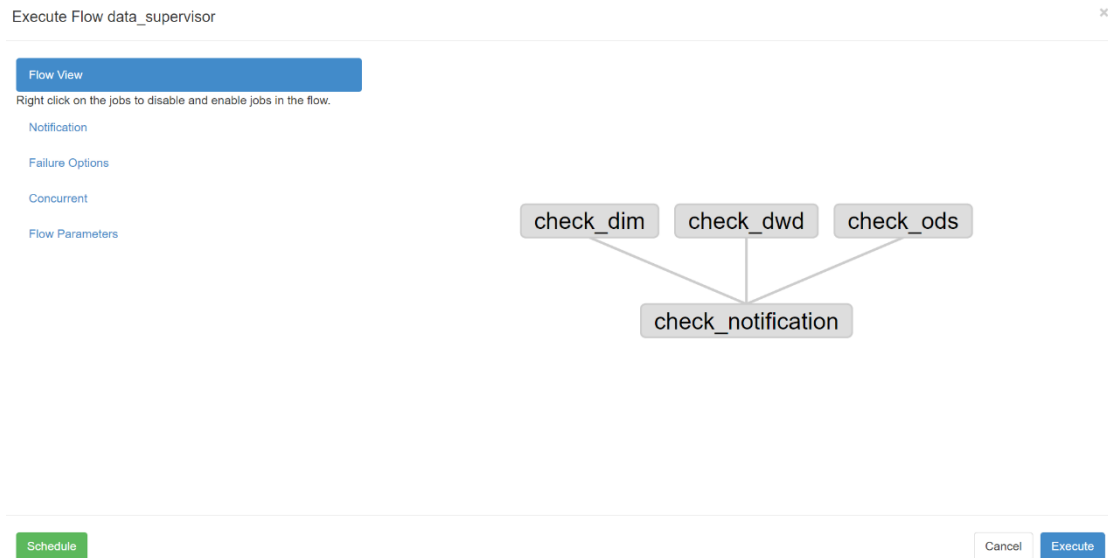 Execute Flow data_supervisor
×
Flow View
Right click on the jobs to disable and enable jobs in the flow.
Notification
Failure Options
Concurrent
Flow Parameters
check_dim check_dwd check_ods
check_notification
Schedule
Cancel Execute